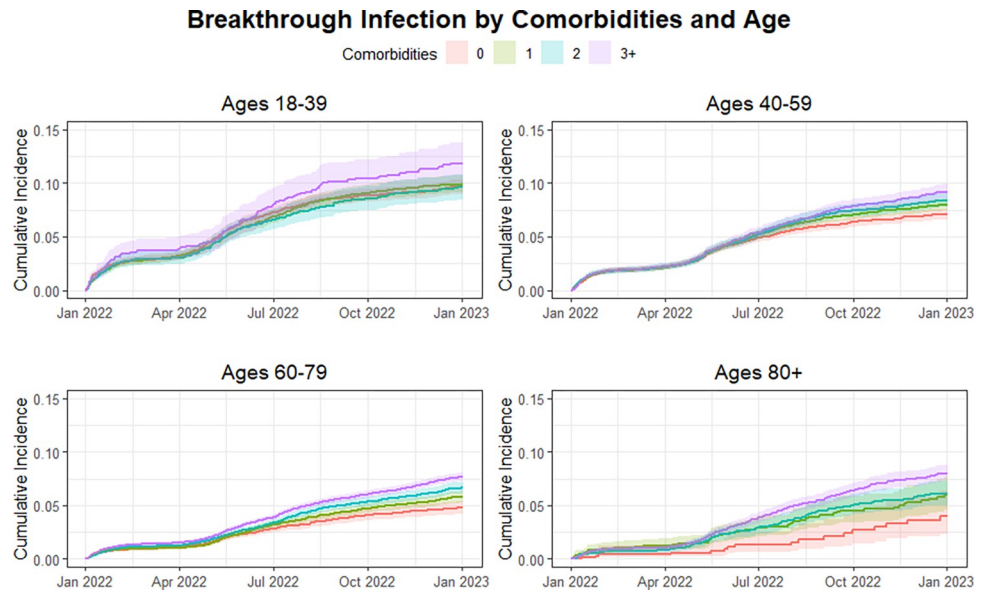 Breakthrough Infection by Comorbidities and Age
Comorbidities 0 1 2 3+
Ages 18-39
Cumulative Incidence
0.15
0.10
0.05
0.00
Jan 2022 Apr 2022 Jul 2022 Oct 2022 Jan 2023
Ages 40-59
Cumulative Incidence
0.15
0.10
0.05
0.00
Jan 2022 Apr 2022 Jul 2022 Oct 2022 Jan 2023
Ages 60-79
Cumulative Incidence
0.15
0.10
0.05
0.00
Jan 2022 Apr 2022 Jul 2022 Oct 2022 Jan 2023
Ages 80+
Cumulative Incidence
0.15
0.10
0.05
0.00
Jan 2022 Apr 2022 Jul 2022 Oct 2022 Jan 2023